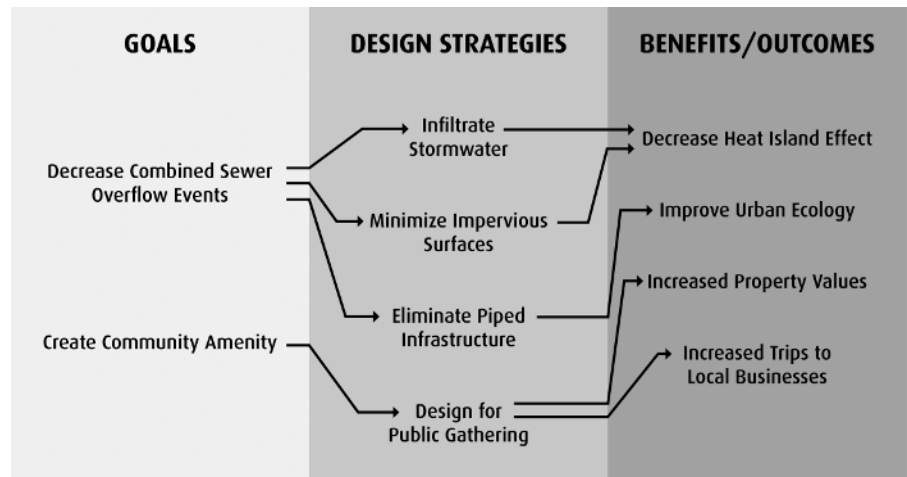 GOALS
DESIGN STRATEGIES
BENEFITS/OUTCOMES
Decrease Combined Sewer
Overflow Events
Create Community Amenity
Infiltrate
Stormwater
Minimize Impervious
Surfaces
Eliminate Piped
Infrastructure
Design for
Public Gathering
Decrease Heat Island Effect
Improve Urban Ecology
Increased Property Values
Increased Trips to
Local Businesses